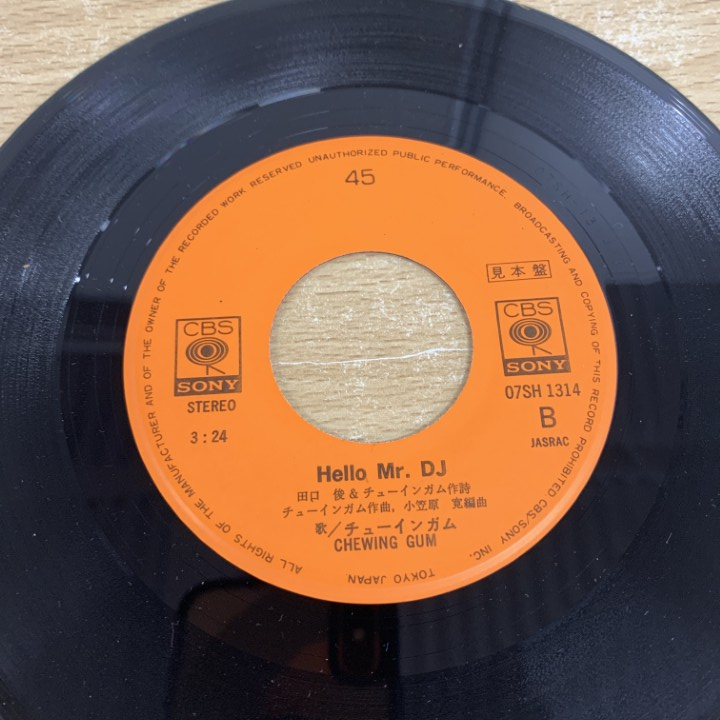 ALL RIGHTS OF THE MANUFACTURER AND OF THE OWNER OF THE RECORDED WORK RESERVED UNAUTHORIZED PUBLIC PERFORMANCE. BROADCASTING AND COPYING OF THIS RECORD PROHIBITED CBS/SONY INC. TOKYO JAPAN
45
見本盤
CBS
SONY
STEREO
3:24
CBS
SONY
07SH 1314
B
JASRAC
Hello Mr. DJ
田口 俊&チューインガム作詩
チューインガム作曲,小笠原 寛編曲
歌/チューインガム
CHEWING GUM